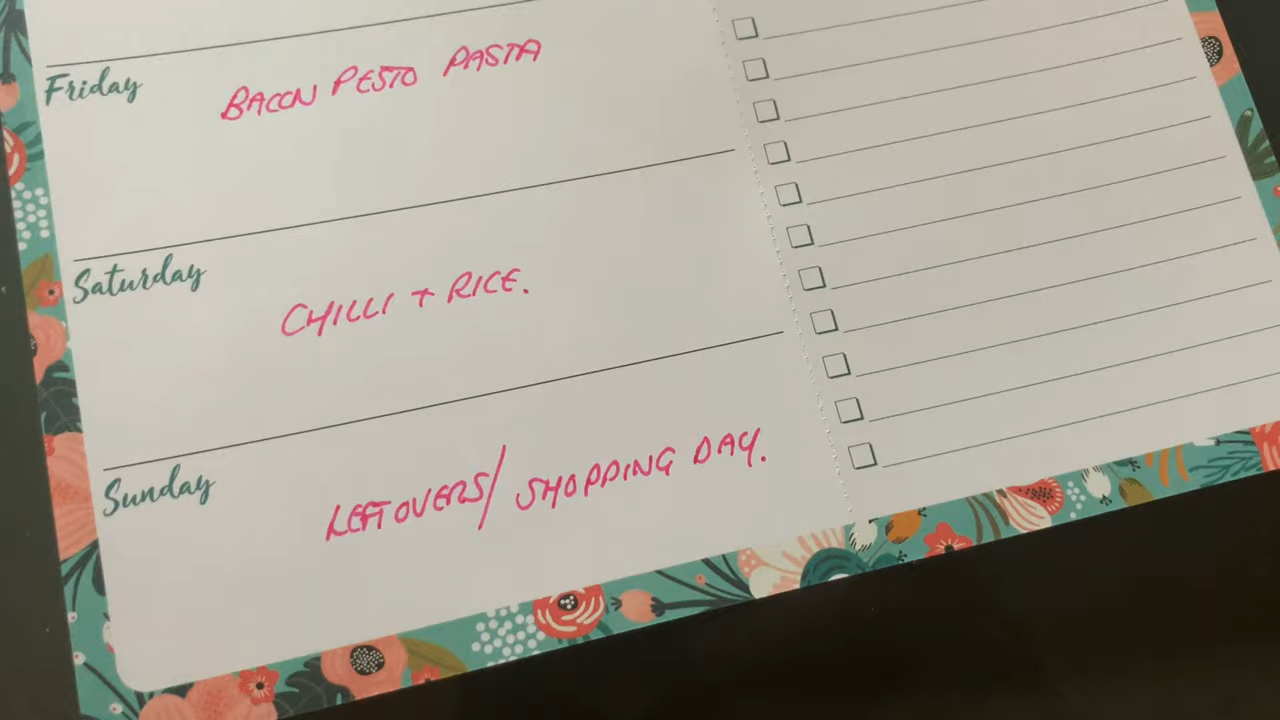 Friday
BACON PESTO PASTA
Saturday
CHILLI + RICE.
Sunday
LEFTOVERS/ SHOPPING DAY.